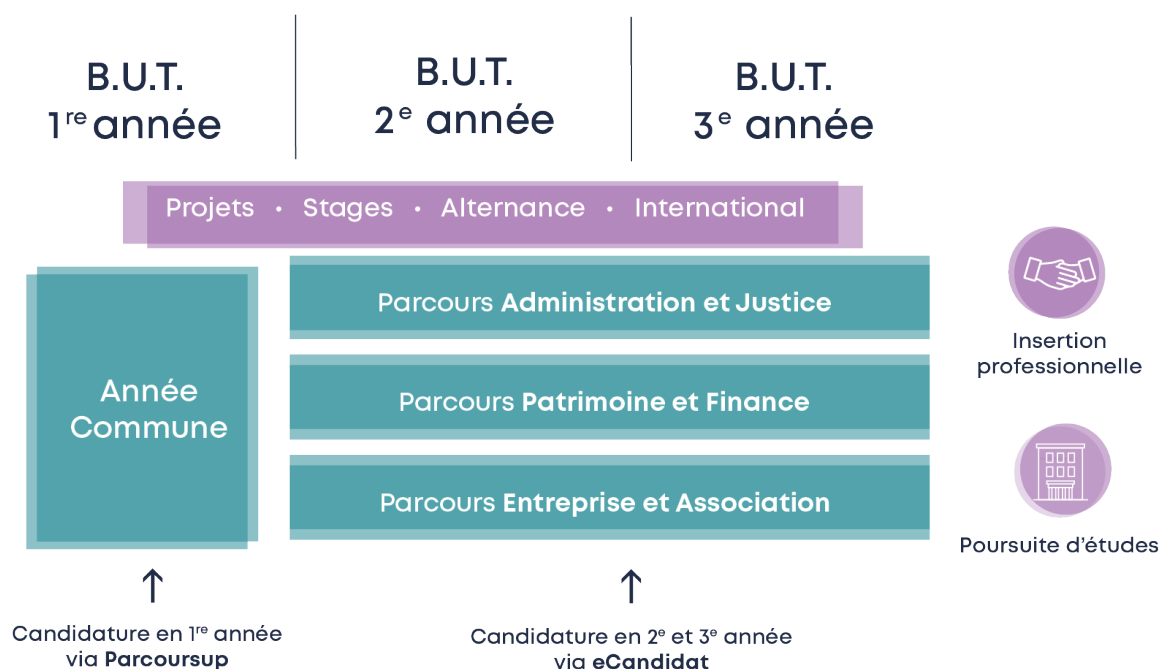 B.U.T.
1re année
B.U.T.
2e année
B.U.T.
3e année
Projets • Stages • Alternance • International
Année
Commune
Parcours Administration et Justice
Parcours Patrimoine et Finance
Parcours Entreprise et Association
Insertion
professionnelle
Poursuite d'études
Candidature en 1re année
via Parcoursup
Candidature en 2e et 3e année
via eCandidat